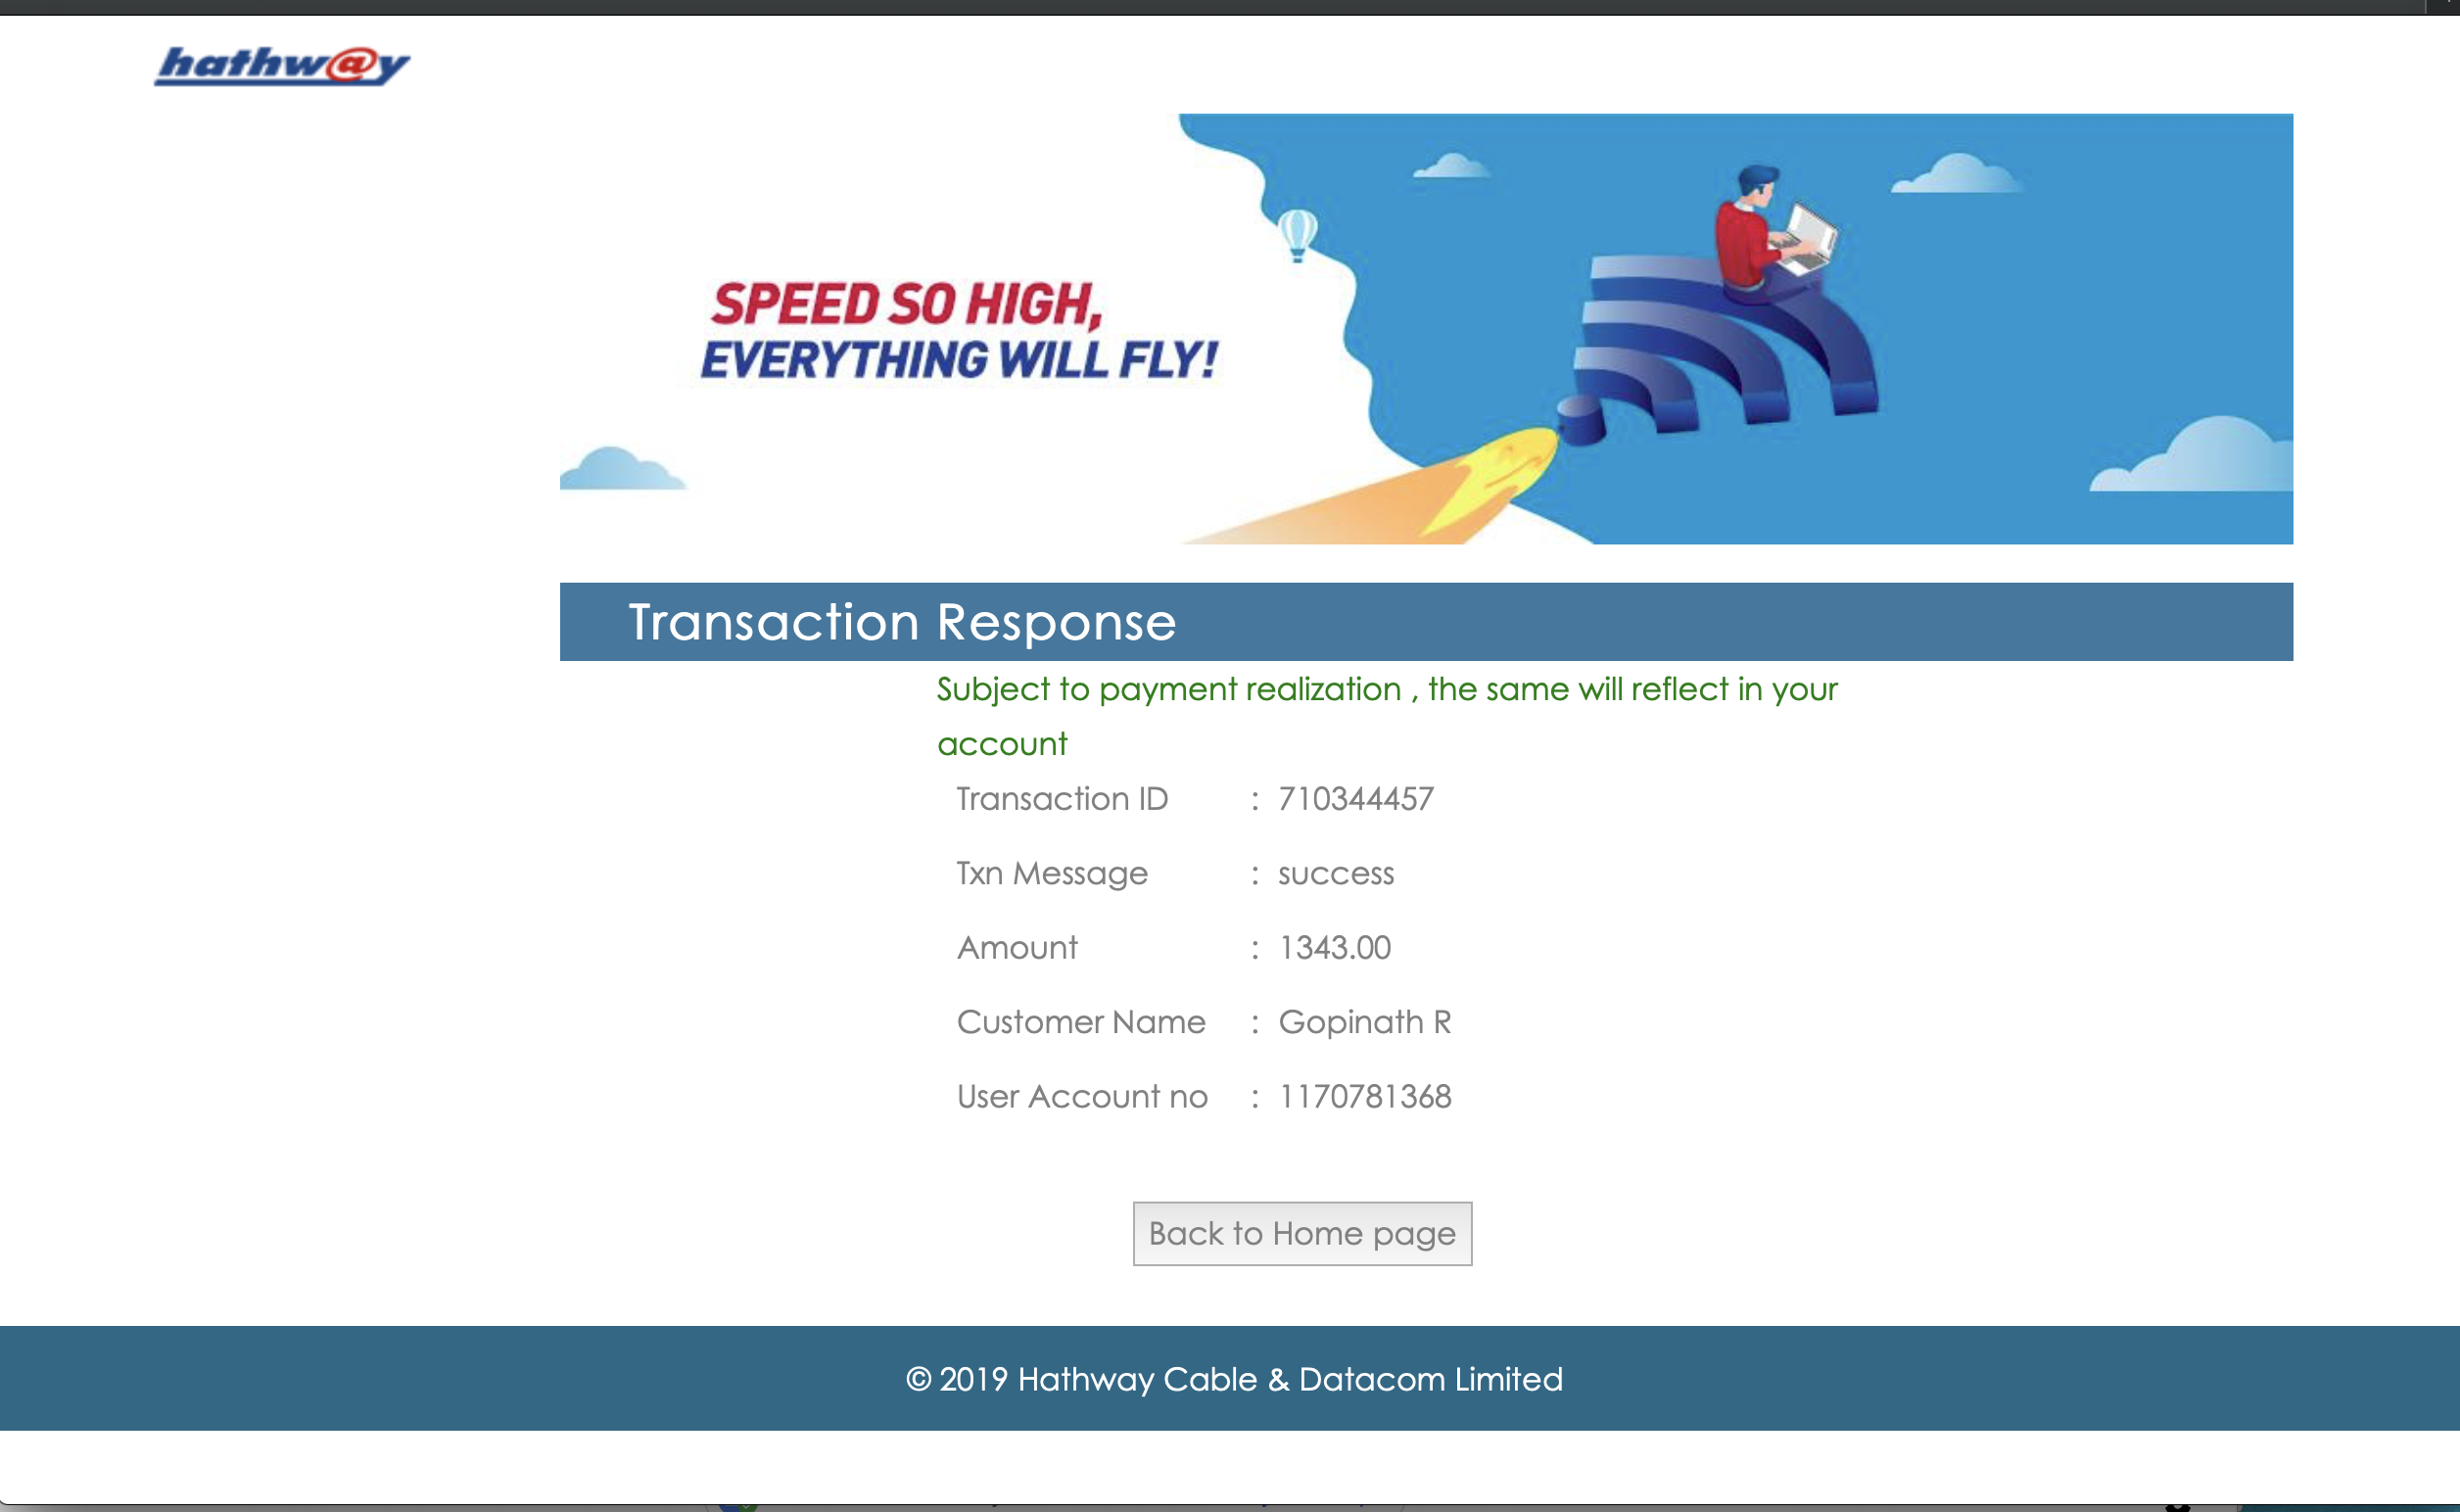 hathw@y
SPEED SO HIGH,
EVERYTHING WILL FLY!
Transaction Response
Subject to payment realization , the same will reflect in your
account
Transaction ID : 710344457
Txn Message : success
Amount : 1343.00
Customer Name : Gopinath R
User Account no : 1170781368
Back to Home page
© 2019 Hathway Cable & Datacom Limited